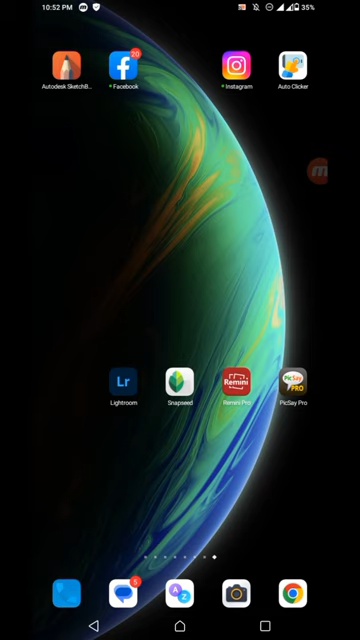 10:52 PM
35%
20
Autodesk SketchB...
Facebook
Instagram
Auto Clicker
Lr
Remini
PicSay
PRO
Lightroom
Snapseed
Remini Pro
PicSay Pro
5
A
Z